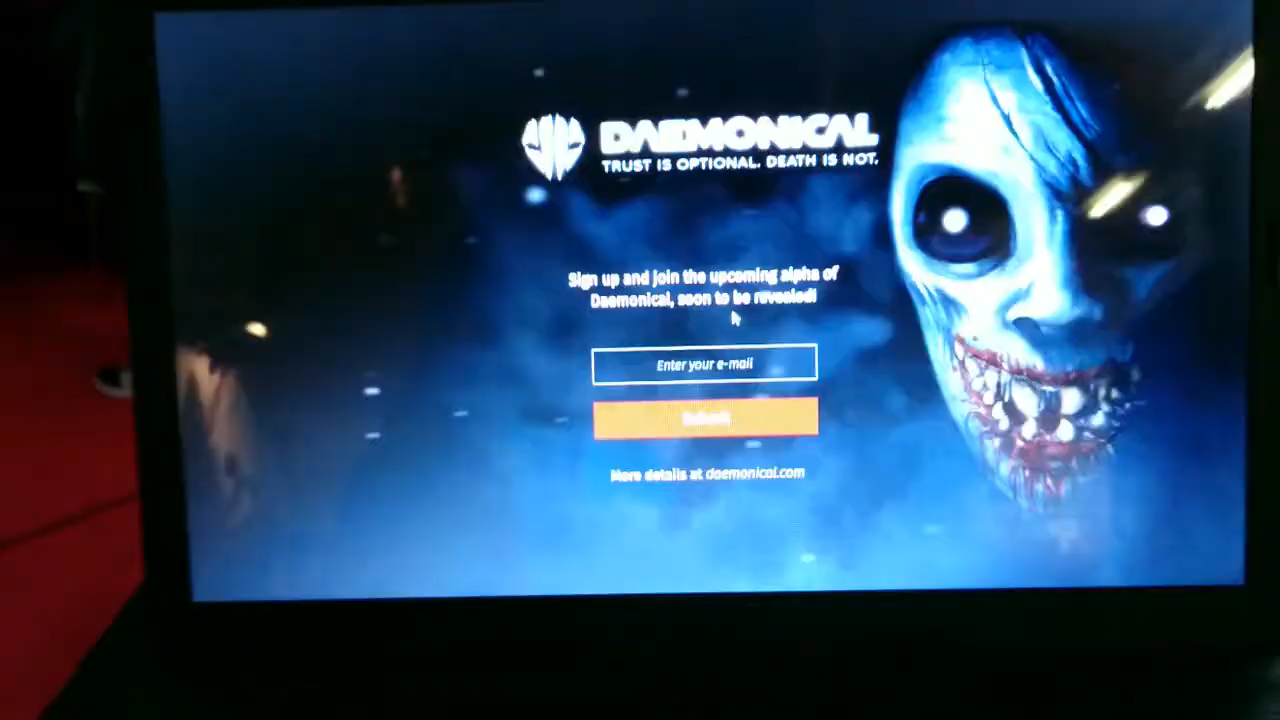 DAEMONICAL
TRUST IS OPTIONAL. DEATH IS NOT.
Sign up and join the upcoming alpha of
Daemonical, soon to be revealed!
Enter your e-mail
Submit
More details at daemonical.com